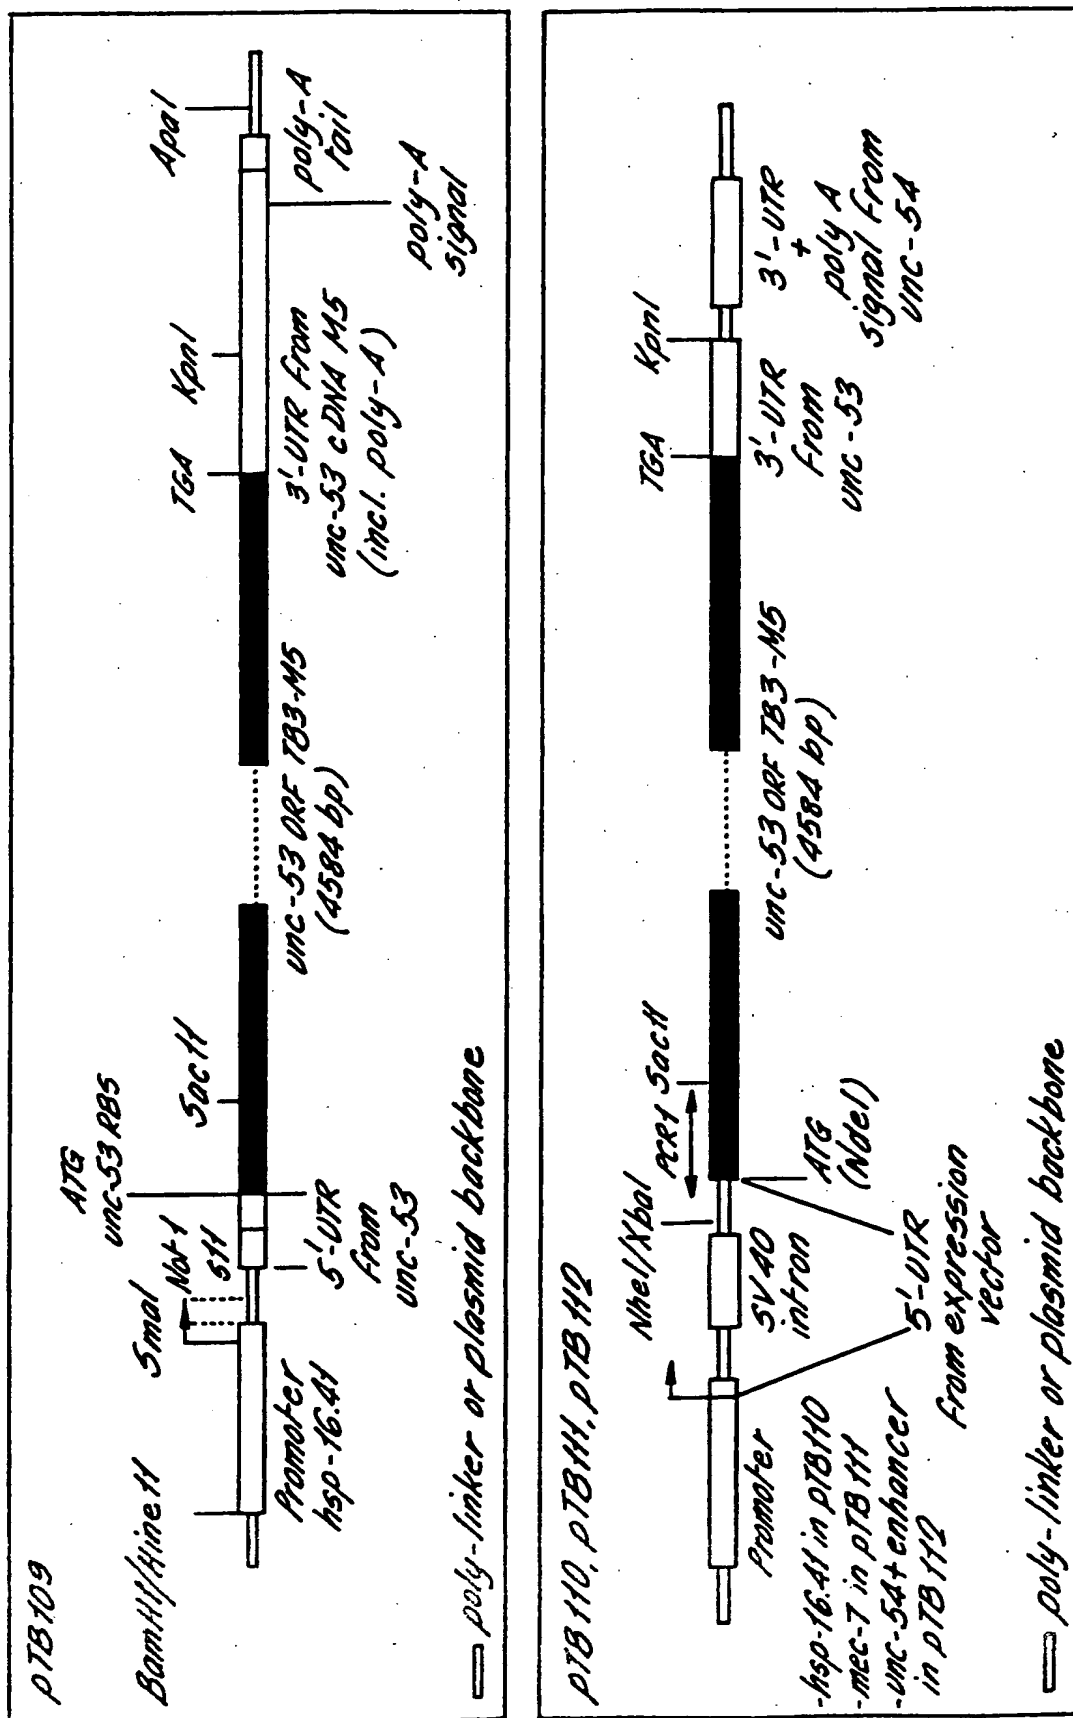 pTB109
BamHI/HincII
SmaI
NotI
SfI
ATG
unc-53 RBS
SacII
TGA
KpnI
ApaI
Promoter
hsp-16.41
5'-UTR
from
unc-53
unc-53 ORF TB3-M5
(4584 bp)
3'-UTR from
unc-53 cDNA M5
(incl. poly-A)
poly-A
signal
poly-A
tail
poly-linker or plasmid backbone
pTB110, pTB111, pTB112
NheI/XbaI
PCR1
SacII
TGA
KpnI
Promoter
-hsp-16.41 in pTB110
-mec-7 in pTB111
-unc-54+enhancer
in pTB112
SV40
intron
5'-UTR
from expression
vector
ATG
(NdeI)
unc-53 ORF TB3-M5
(4584 bp)
3'-UTR
from
unc-53
3'-UTR
+
poly A
signal from
unc-54
poly-linker or plasmid backbone